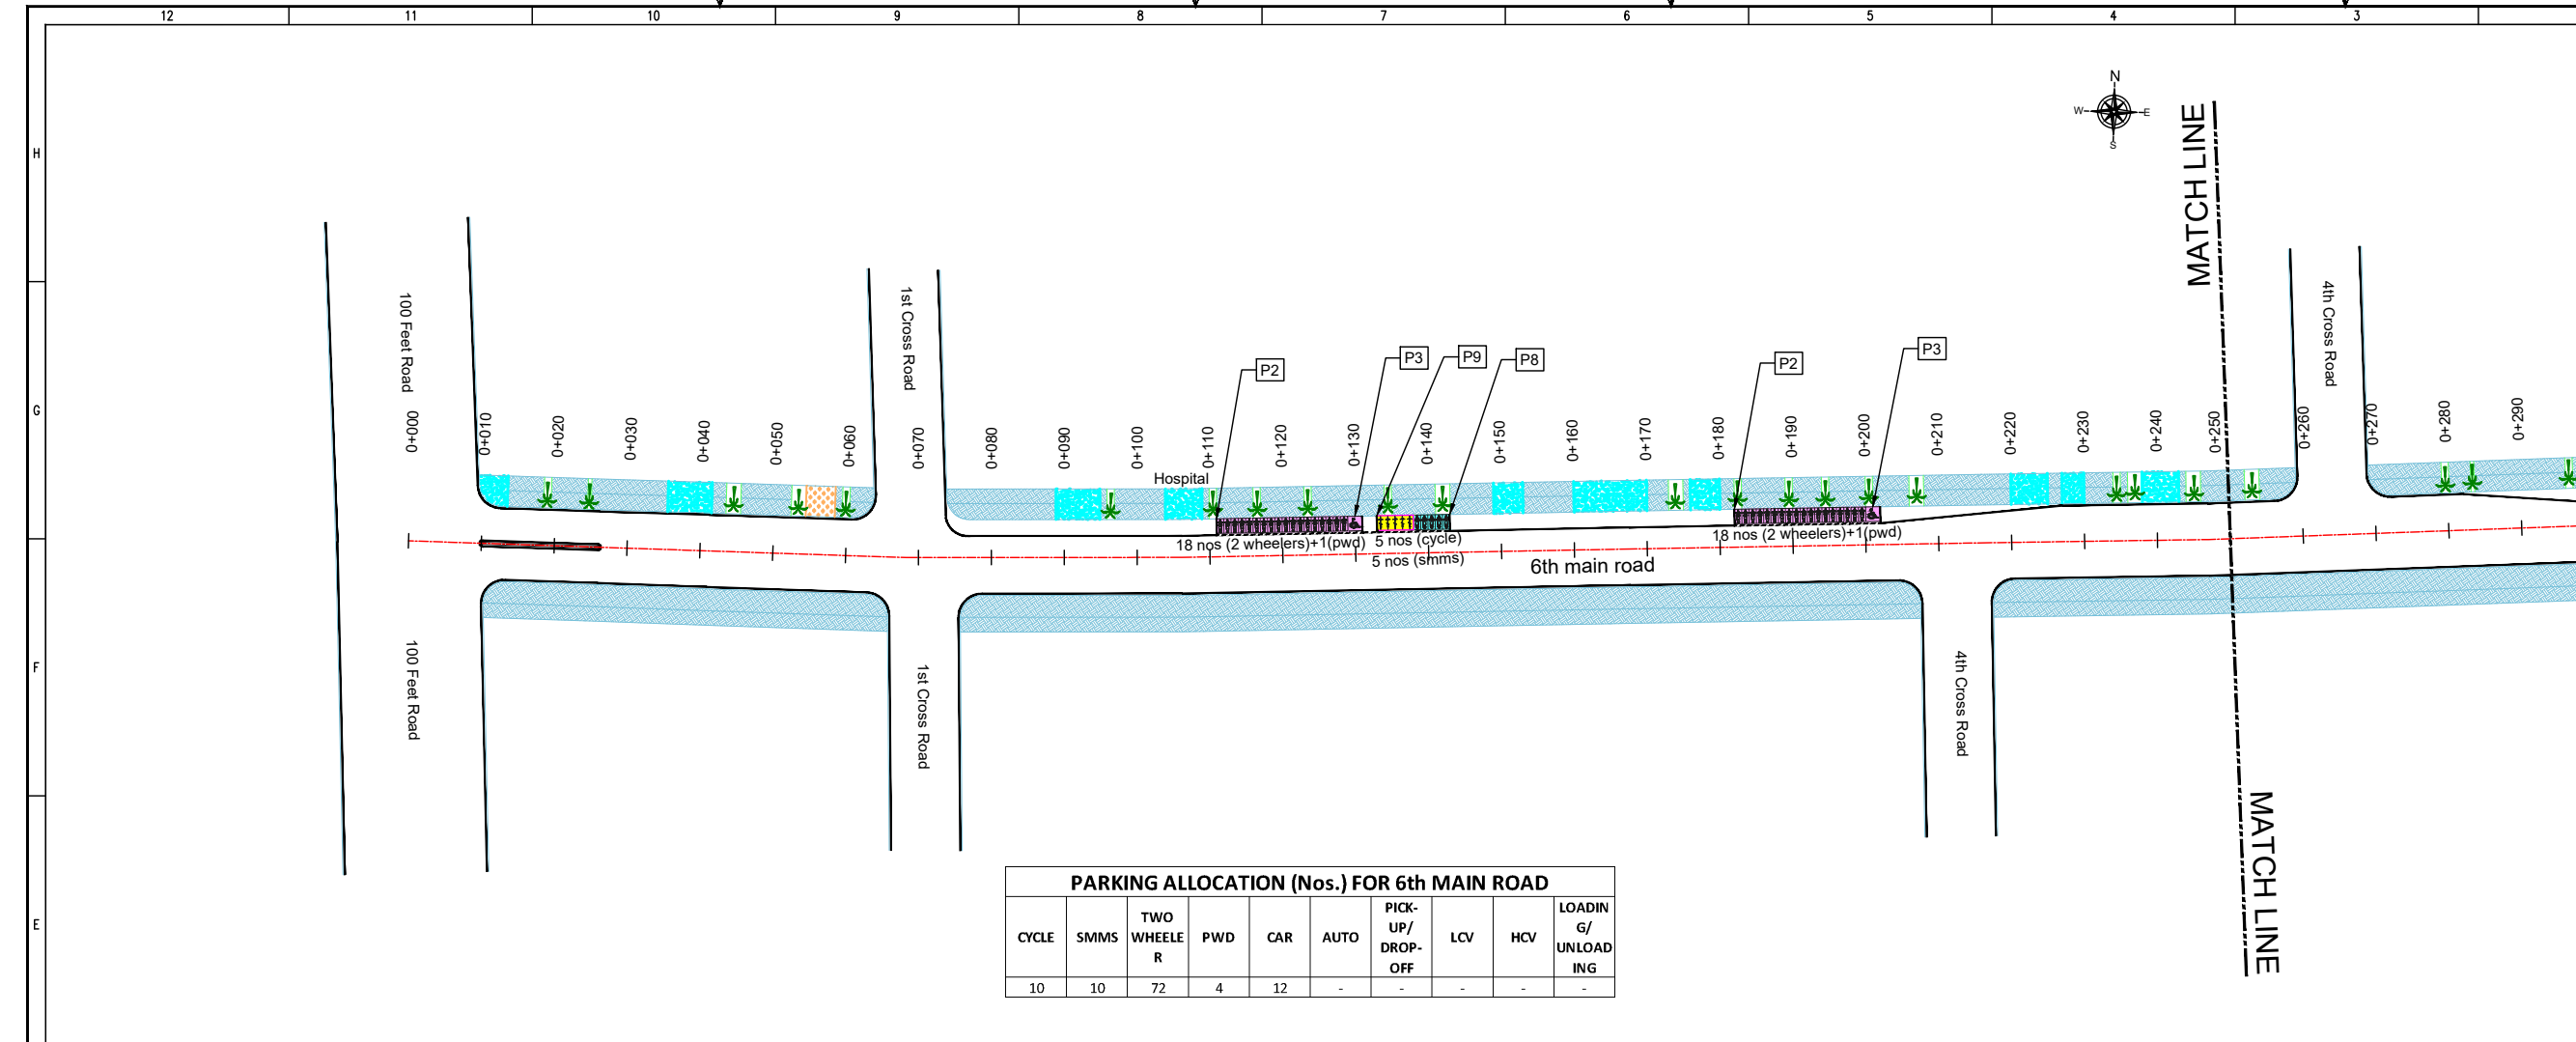 12 11 10 9 8 7 6 5 4 3
H
G
F
E
N
W E
S
MATCH LINE
100 Feet Road
1st Cross Road
4th Cross Road
P2
P3
P9
P8
P2
P3
0+000
0+010
0+020
0+030
0+040
0+050
0+060
0+070
0+080
0+090
0+100
0+110
0+120
0+130
0+140
0+150
0+160
0+170
0+180
0+190
0+200
0+210
0+220
0+230
0+240
0+250
0+260
0+270
0+280
0+290
Hospital
18 nos (2 wheelers)+1(pwd)
5 nos (cycle)
5 nos (smms)
18 nos (2 wheelers)+1(pwd)
6th main road
100 Feet Road
1st Cross Road
4th Cross Road
MATCH LINE
PARKING ALLOCATION (Nos.) FOR 6th MAIN ROAD
CYCLE
SMMS
TWO
WHEELE
R
PWD
CAR
AUTO
PICK-
UP/
DROP-
OFF
LCV
HCV
LOADIN
G/
UNLOAD
ING
10 10 72 4 12 - - - - -